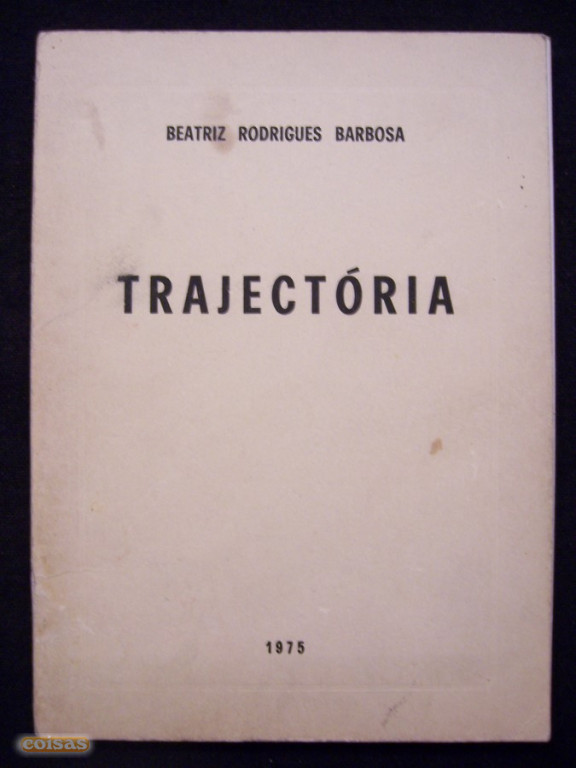 BEATRIZ RODRIGUES BARBOSA
TRAJECTÓRIA
1975
coisas